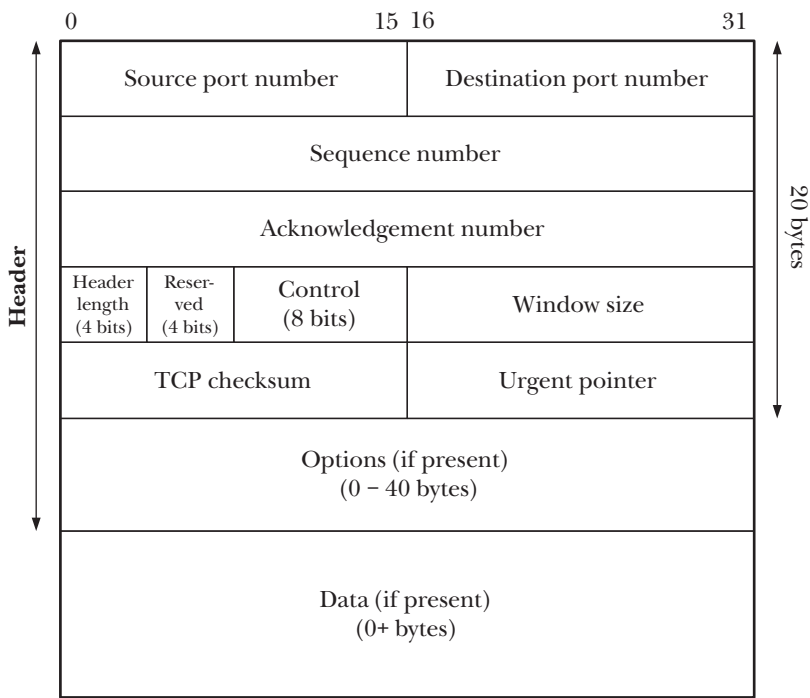 0 15 16 31
Source port number Destination port number
Sequence number
Acknowledgement number
Header
length
(4 bits)
Reser-
ved
(4 bits)
Control
(8 bits)
Window size
TCP checksum Urgent pointer
Options (if present)
(0 – 40 bytes)
Data (if present)
(0+ bytes)
Header
20 bytes